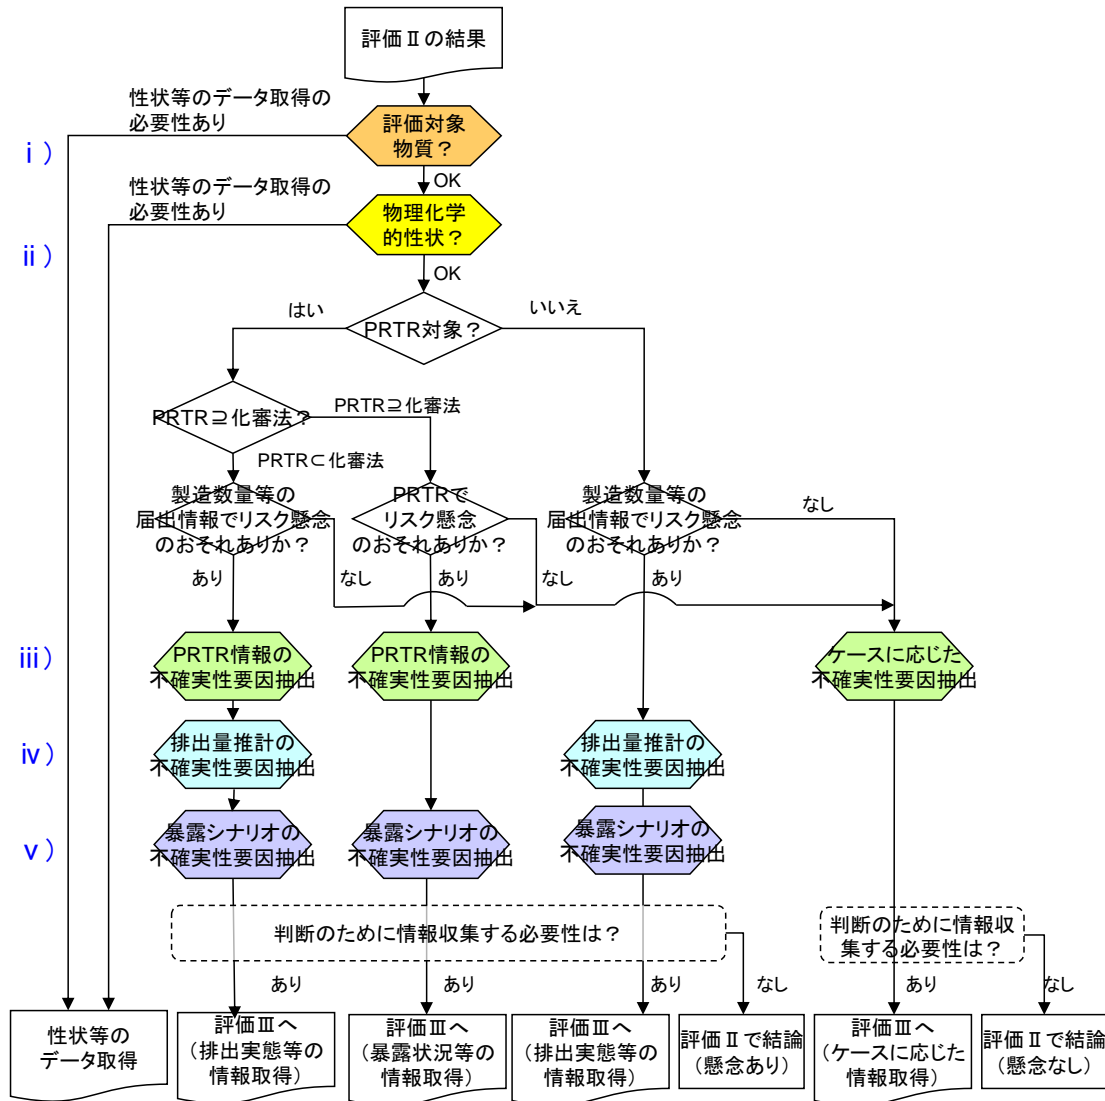 評価Ⅱの結果
性状等のデータ取得の
必要性あり
評価対象
物質？
ⅰ）
OK
性状等のデータ取得の
必要性あり
物理化学
的性状？
ⅱ）
OK
はい
いいえ
PRTR対象？
PRTR⊇化審法？
PRTR⊇化審法
PRTR⊂化審法
製造数量等の
届出情報でリスク懸念
のおそれありか？
PRTRで
リスク懸念
のおそれありか？
製造数量等の
届出情報でリスク懸念
のおそれありか？
なし
あり
なし
あり
なし
あり
ⅲ）
PRTR情報の
不確実性要因抽出
PRTR情報の
不確実性要因抽出
ケースに応じた
不確実性要因抽出
ⅳ）
排出量推計の
不確実性要因抽出
排出量推計の
不確実性要因抽出
ⅴ）
暴露シナリオの
不確実性要因抽出
暴露シナリオの
不確実性要因抽出
暴露シナリオの
不確実性要因抽出
判断のために情報収集する必要性は？
判断のために情報収
集する必要性は？
あり
あり
あり
なし
あり
なし
性状等の
データ取得
評価Ⅲへ
（排出実態等の
情報取得）
評価Ⅲへ
（暴露状況等の
情報取得）
評価Ⅲへ
（排出実態等の
情報取得）
評価Ⅱで結論
（懸念あり）
評価Ⅲへ
（ケースに応じた
情報取得）
評価Ⅱで結論
（懸念なし）